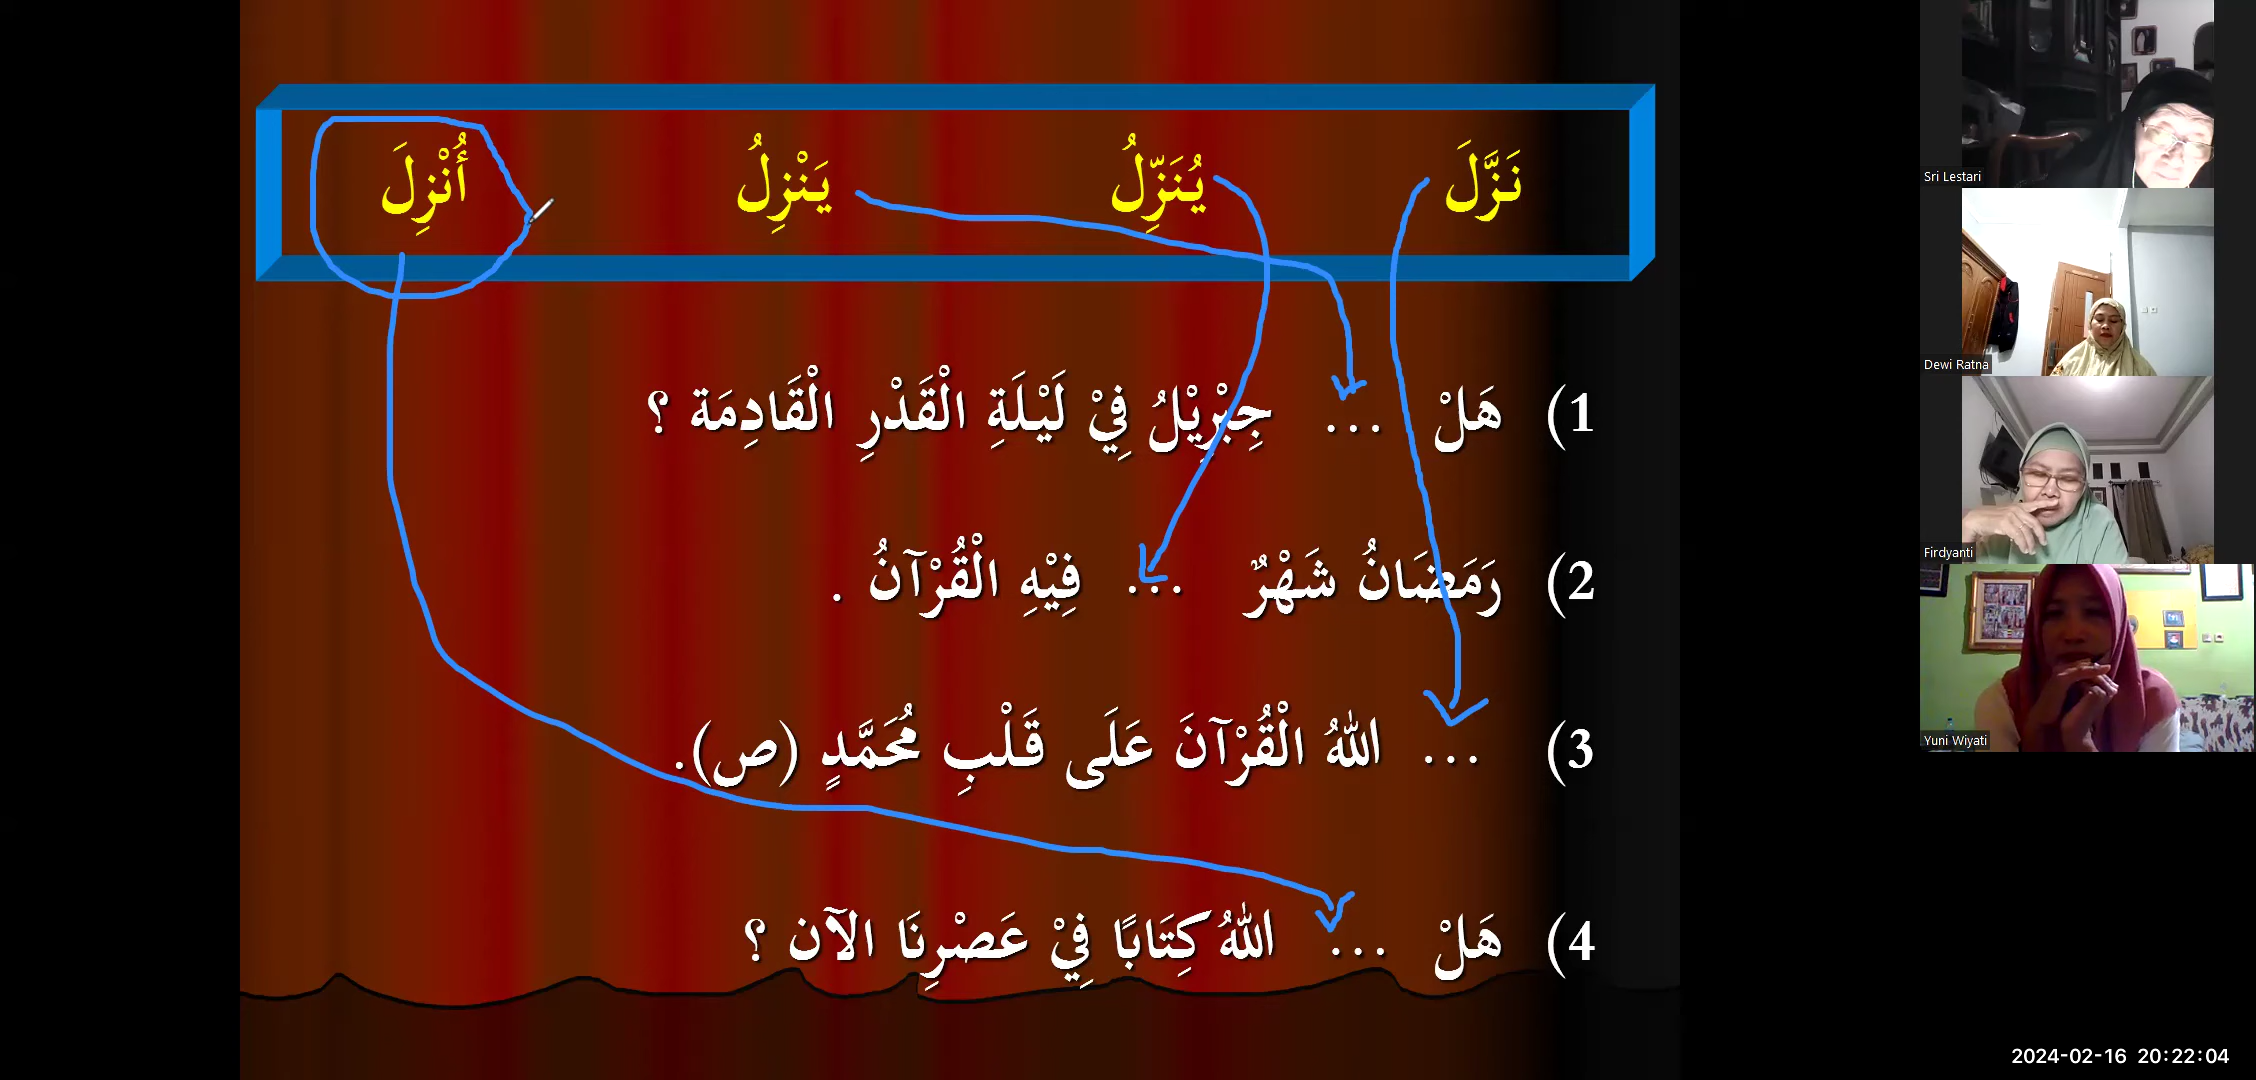 نَزَّلَ يُنَزِّلُ يَنْزِلُ أُنْزِلَ
1) هَلْ ... جِبْرِيْلُ فِيْ لَيْلَةِ الْقَدْرِ الْقَادِمَة ؟
2) رَمَضَانُ شَهْرٌ ... فِيْهِ الْقُرْآنُ .
3) ... اللهُ الْقُرْآنَ عَلَى قَلْبِ مُحَمَّدٍ (ص).
4) هَلْ ... اللهُ كِتَابًا فِيْ عَصْرِنَا الآن ؟
Sri Lestari
Dewi Ratna
Firdyanti
Yuni Wiyati
2024-02-16 20:22:04